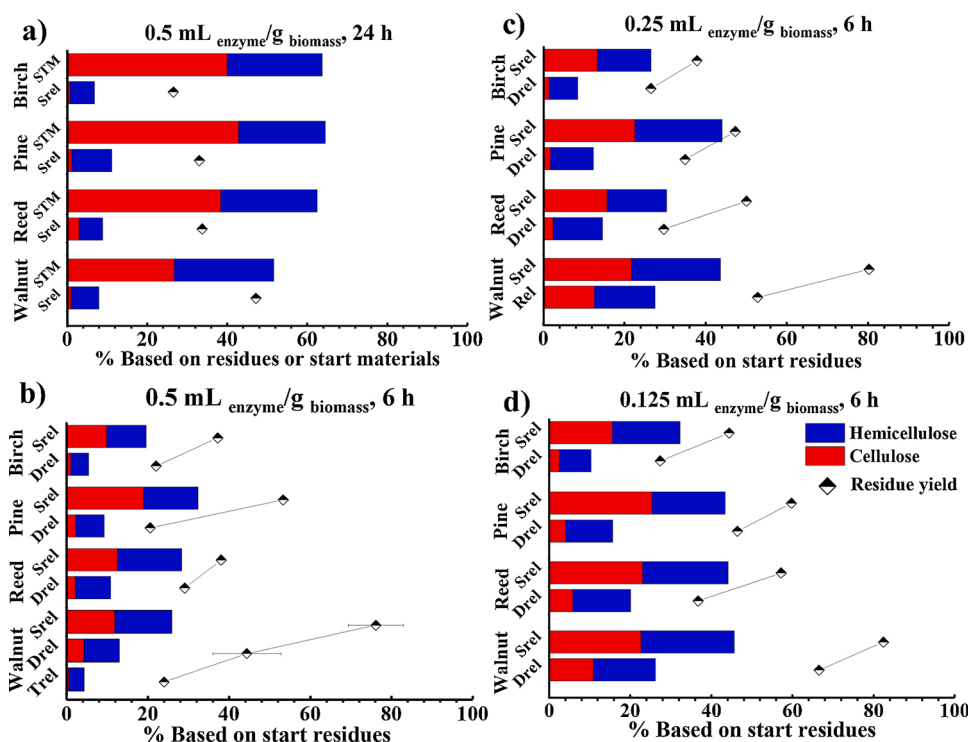 a)
0.5 mL enzyme/g biomass, 24 h
Birch
STM
Srel
Pine
STM
Srel
Reed
STM
Srel
Walnut
STM
Srel
0 20 40 60 80 100
% Based on residues or start materials
c)
0.25 mL enzyme/g biomass, 6 h
Birch
Srel
Drel
Pine
Srel
Drel
Reed
Srel
Drel
Walnut
Srel
Rel
0 20 40 60 80 100
% Based on start residues
b)
0.5 mL enzyme/g biomass, 6 h
Birch
Srel
Drel
Pine
Srel
Drel
Reed
Srel
Drel
Walnut
Srel
Drel
Trel
0 20 40 60 80 100
% Based on start residues
d)
0.125 mL enzyme/g biomass, 6 h
Birch
Srel
Drel
Pine
Srel
Drel
Reed
Srel
Drel
Walnut
Srel
Drel
Hemicellulose
Cellulose
Residue yield
0 20 40 60 80 100
% Based on start residues